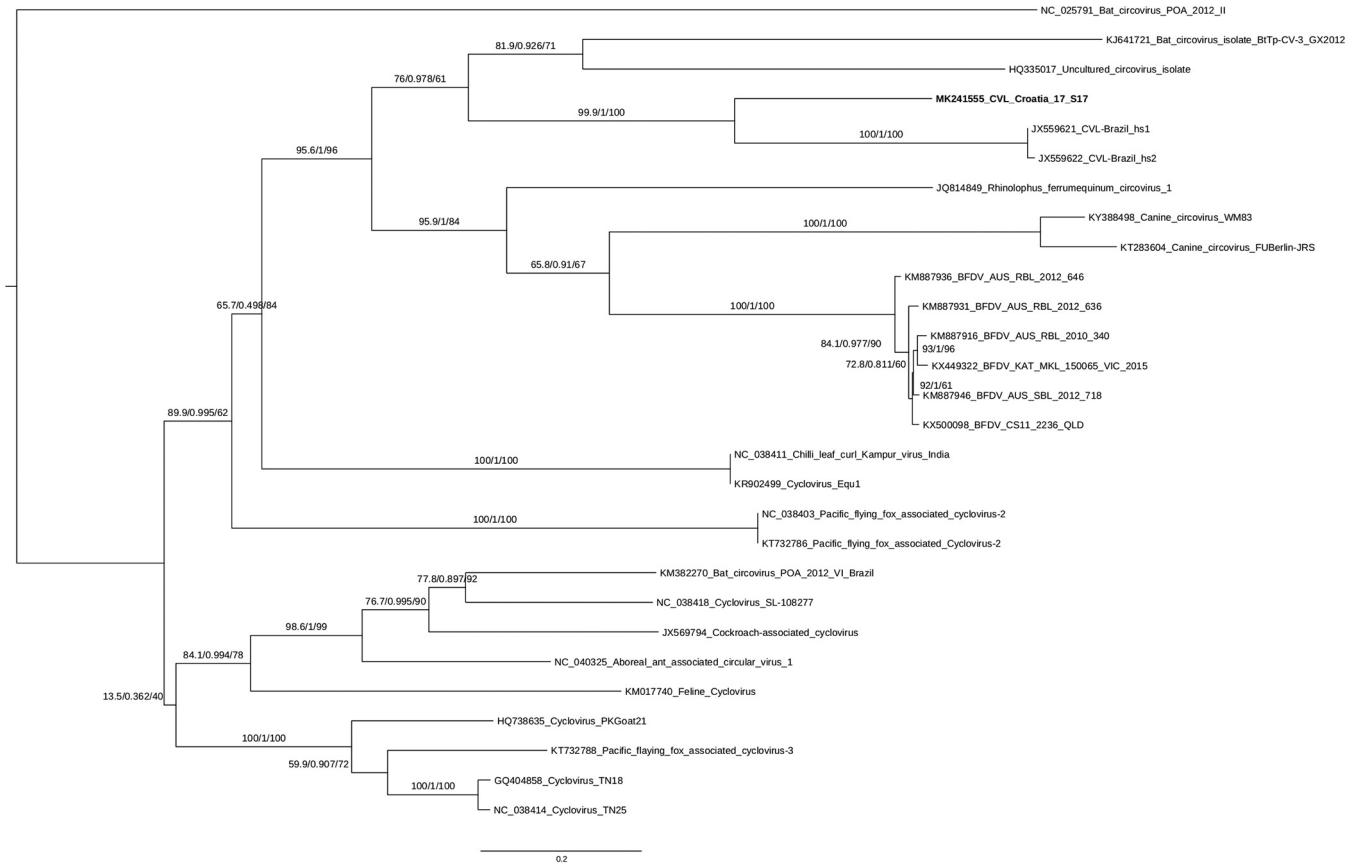 NC_025791_Bat_circovirus_POA_2012_II
KJ641721_Bat_circovirus_isolate_BtTp-CV-3_GX2012
81.9/0.926/71
HQ335017_Uncultured_circovirus_isolate
76/0.978/61
MK241555_CVL_Croatia_17_S17
99.9/1/100
JX559621_CVL-Brazil_hs1
100/1/100
95.6/1/96
JX559622_CVL-Brazil_hs2
JQ814849_Rhinolophus_ferrumequinum_circovirus_1
95.9/1/84
KY388498_Canine_circovirus_WM83
100/1/100
KT283604_Canine_circovirus_FUBerlin-JRS
65.8/0.91/67
KM887936_BFDV_AUS_RBL_2012_646
100/1/100
65.7/0.498/84
KM887931_BFDV_AUS_RBL_2012_636
KM887916_BFDV_AUS_RBL_2010_340
84.1/0.977/90
93/1/96
72.8/0.811/60
KX449322_BFDV_KAT_MKL_150065_VIC_2015
92/1/61
KM887946_BFDV_AUS_SBL_2012_718
89.9/0.995/62
KX500098_BFDV_CS11_2236_QLD
NC_038411_Chilli_leaf_curl_Kampur_virus_India
100/1/100
KR902499_Cyclovirus_Equ1
NC_038403_Pacific_flying_fox_associated_cyclovirus-2
100/1/100
KT732786_Pacific_flying_fox_associated_Cyclovirus-2
KM382270_Bat_circovirus_POA_2012_VI_Brazil
77.8/0.897/92
NC_038418_Cyclovirus_SL-108277
76.7/0.995/90
JX569794_Cockroach-associated_cyclovirus
98.6/1/99
NC_040325_Aboreal_ant_associated_circular_virus_1
84.1/0.994/78
KM017740_Feline_Cyclovirus
13.5/0.362/40
HQ738635_Cyclovirus_PKGoat21
100/1/100
KT732788_Pacific_flaying_fox_associated_cyclovirus-3
59.9/0.907/72
GQ404858_Cyclovirus_TN18
100/1/100
NC_038414_Cyclovirus_TN25
0.2